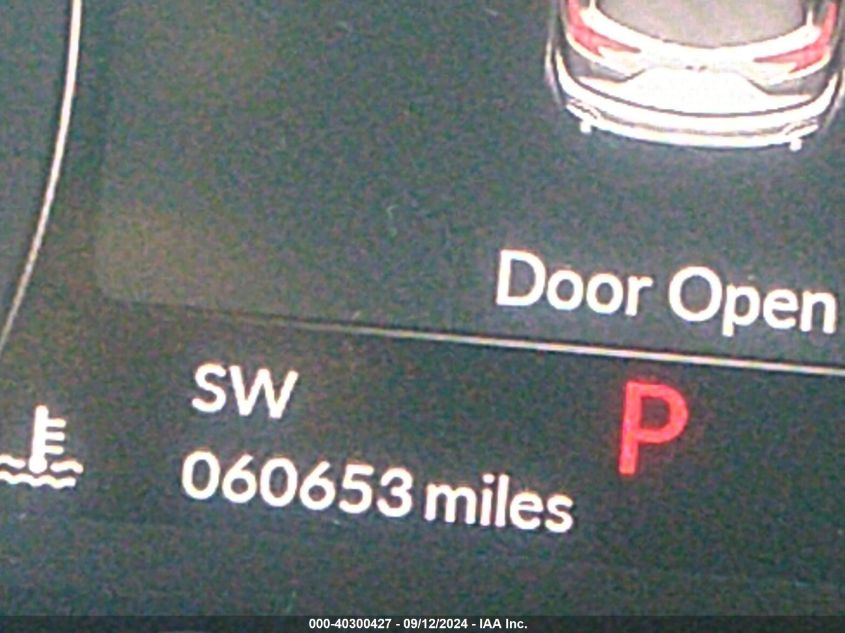 Door Open
SW
P
060653 miles
000-40300427 - 09/12/2024 - IAA Inc.